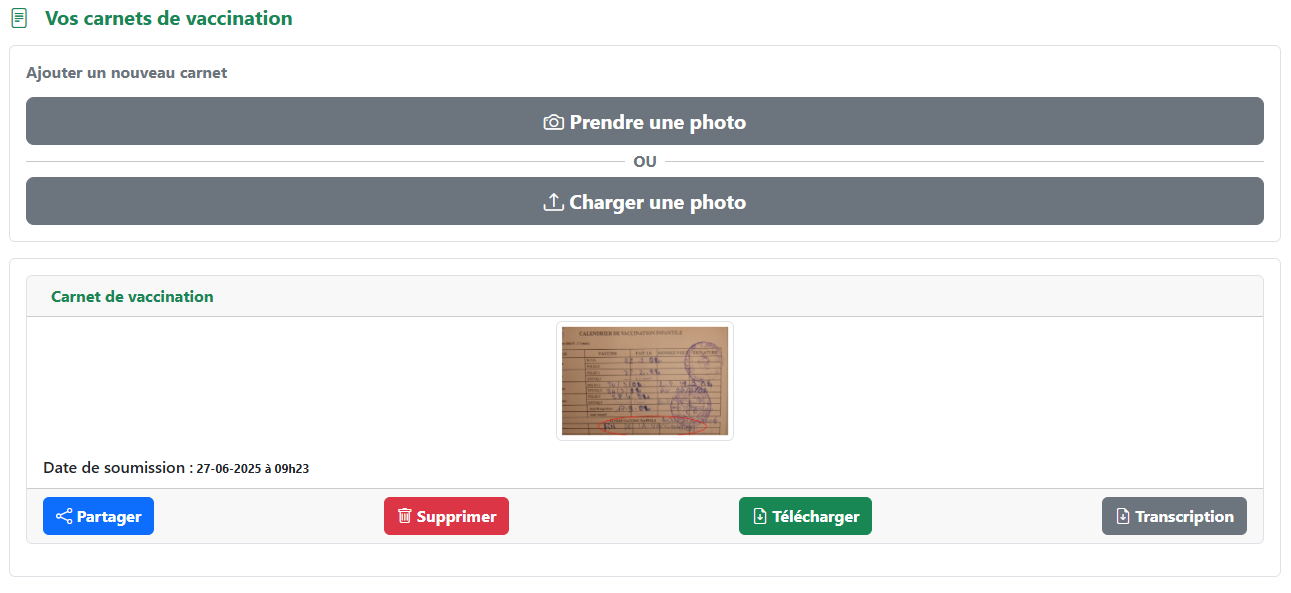 Vos carnets de vaccination
Ajouter un nouveau carnet
Prendre une photo
OU
Charger une photo
Carnet de vaccination
CALENDRIER DE VACCINATION INFANTILE
VACCINS
Date de soumission : 27-06-2025 à 09h23
Partager
Supprimer
Télécharger
Transcription